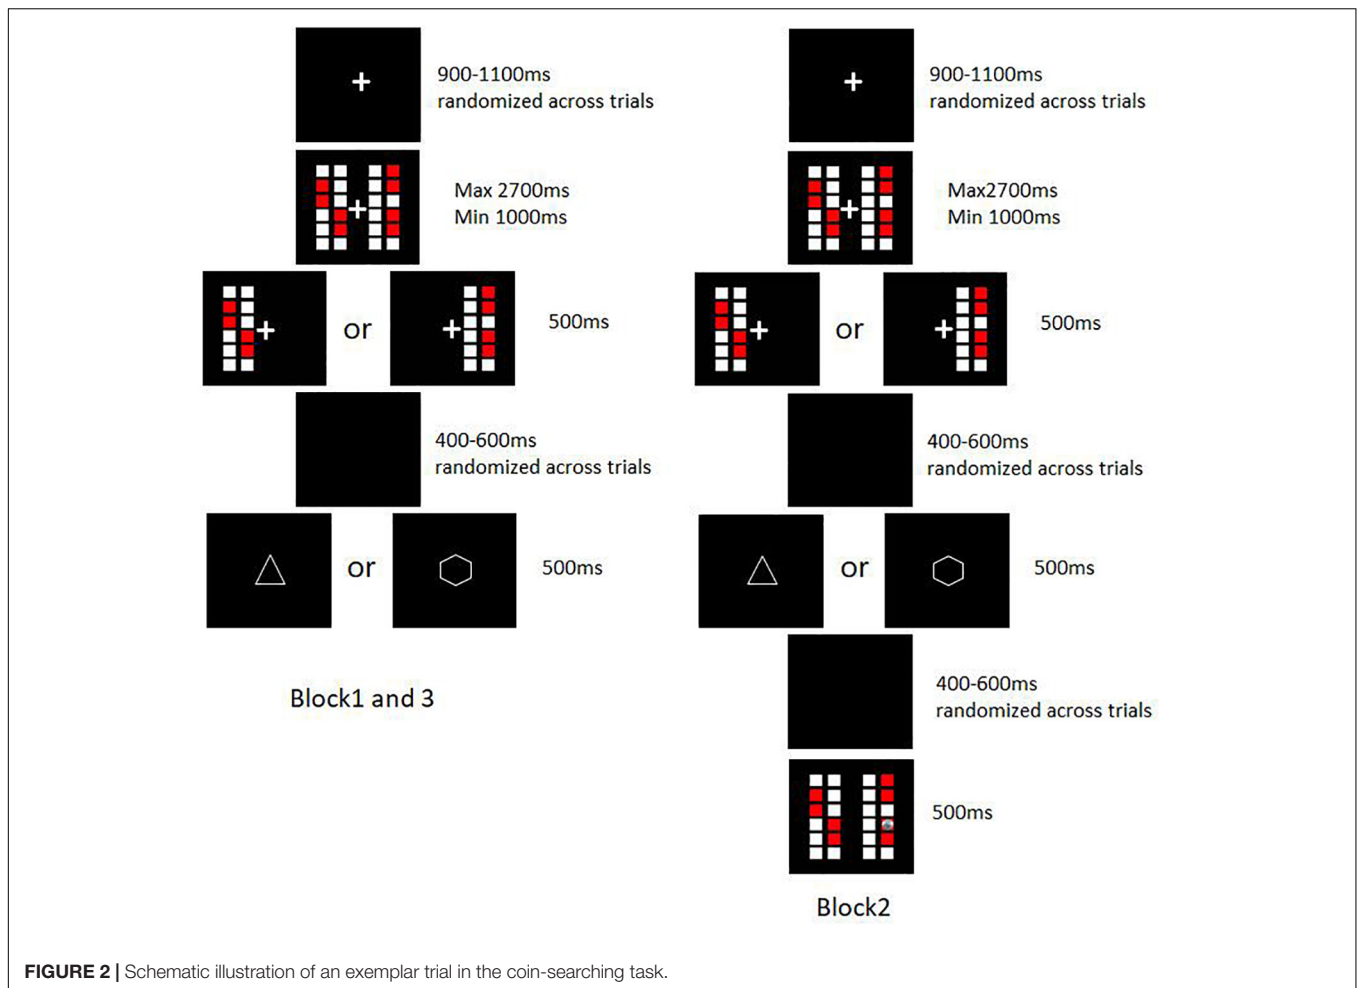 900-1100ms
randomized across trials
Max 2700ms
Min 1000ms
or
500ms
400-600ms
randomized across trials
or
500ms
Block1 and 3
900-1100ms
randomized across trials
Max2700ms
Min 1000ms
or
500ms
400-600ms
randomized across trials
or
500ms
400-600ms
randomized across trials
500ms
Block2
FIGURE 2 | Schematic illustration of an exemplar trial in the coin-searching task.